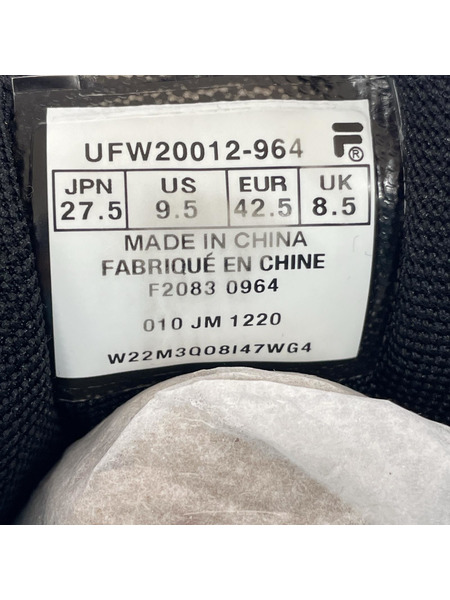 UFW20012-964
F®
JPN US EUR UK
27.5 9.5 42.5 8.5
MADE IN CHINA
FABRIQUÉ EN CHINE
F2083 0964
010 JM 1220
W22M3Q08I47WG4